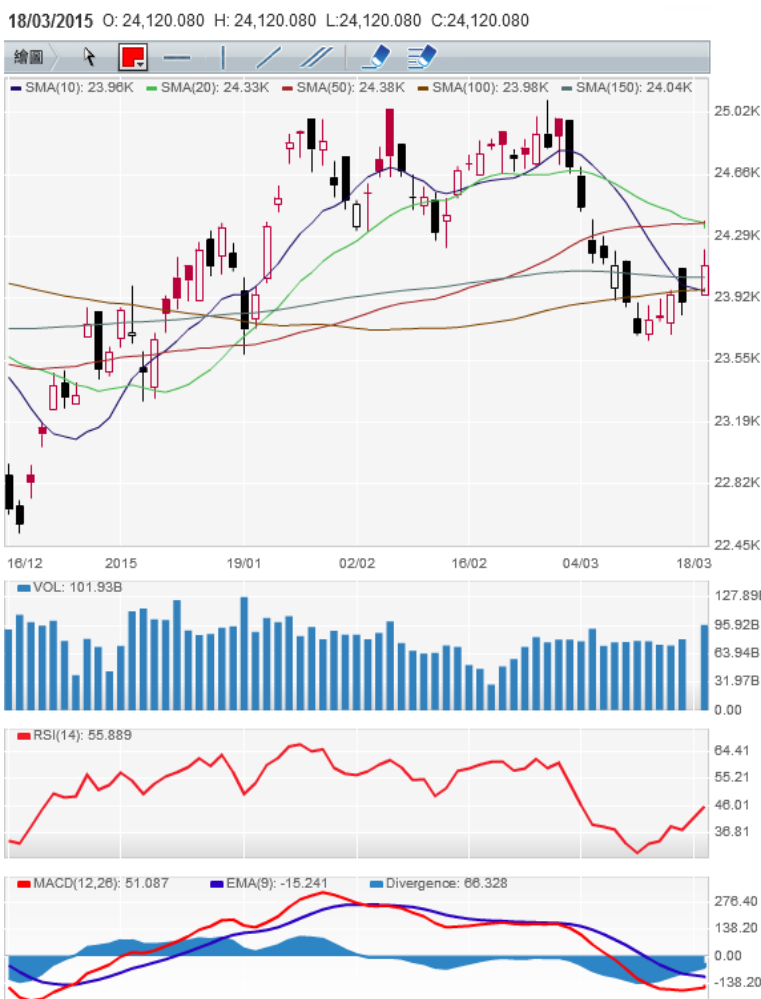 18/03/2015 O: 24,120.080 H: 24,120.080 L:24,120.080 C:24,120.080
繪圖
SMA(10): 23.96K SMA(20): 24.33K SMA(50): 24.38K SMA(100): 23.98K SMA(150): 24.04K
25.02K
24.66K
24.29K
23.92K
23.55K
23.19K
22.82K
22.45K
16/12 2015 19/01 02/02 16/02 04/03 18/03
VOL: 101.93B
127.89B
95.92B
63.94B
31.97B
0.00
RSI(14): 55.889
64.41
55.21
46.01
36.81
MACD(12,26): 51.087 EMA(9): -15.241 Divergence: 66.328
276.40
138.20
0.00
-138.20